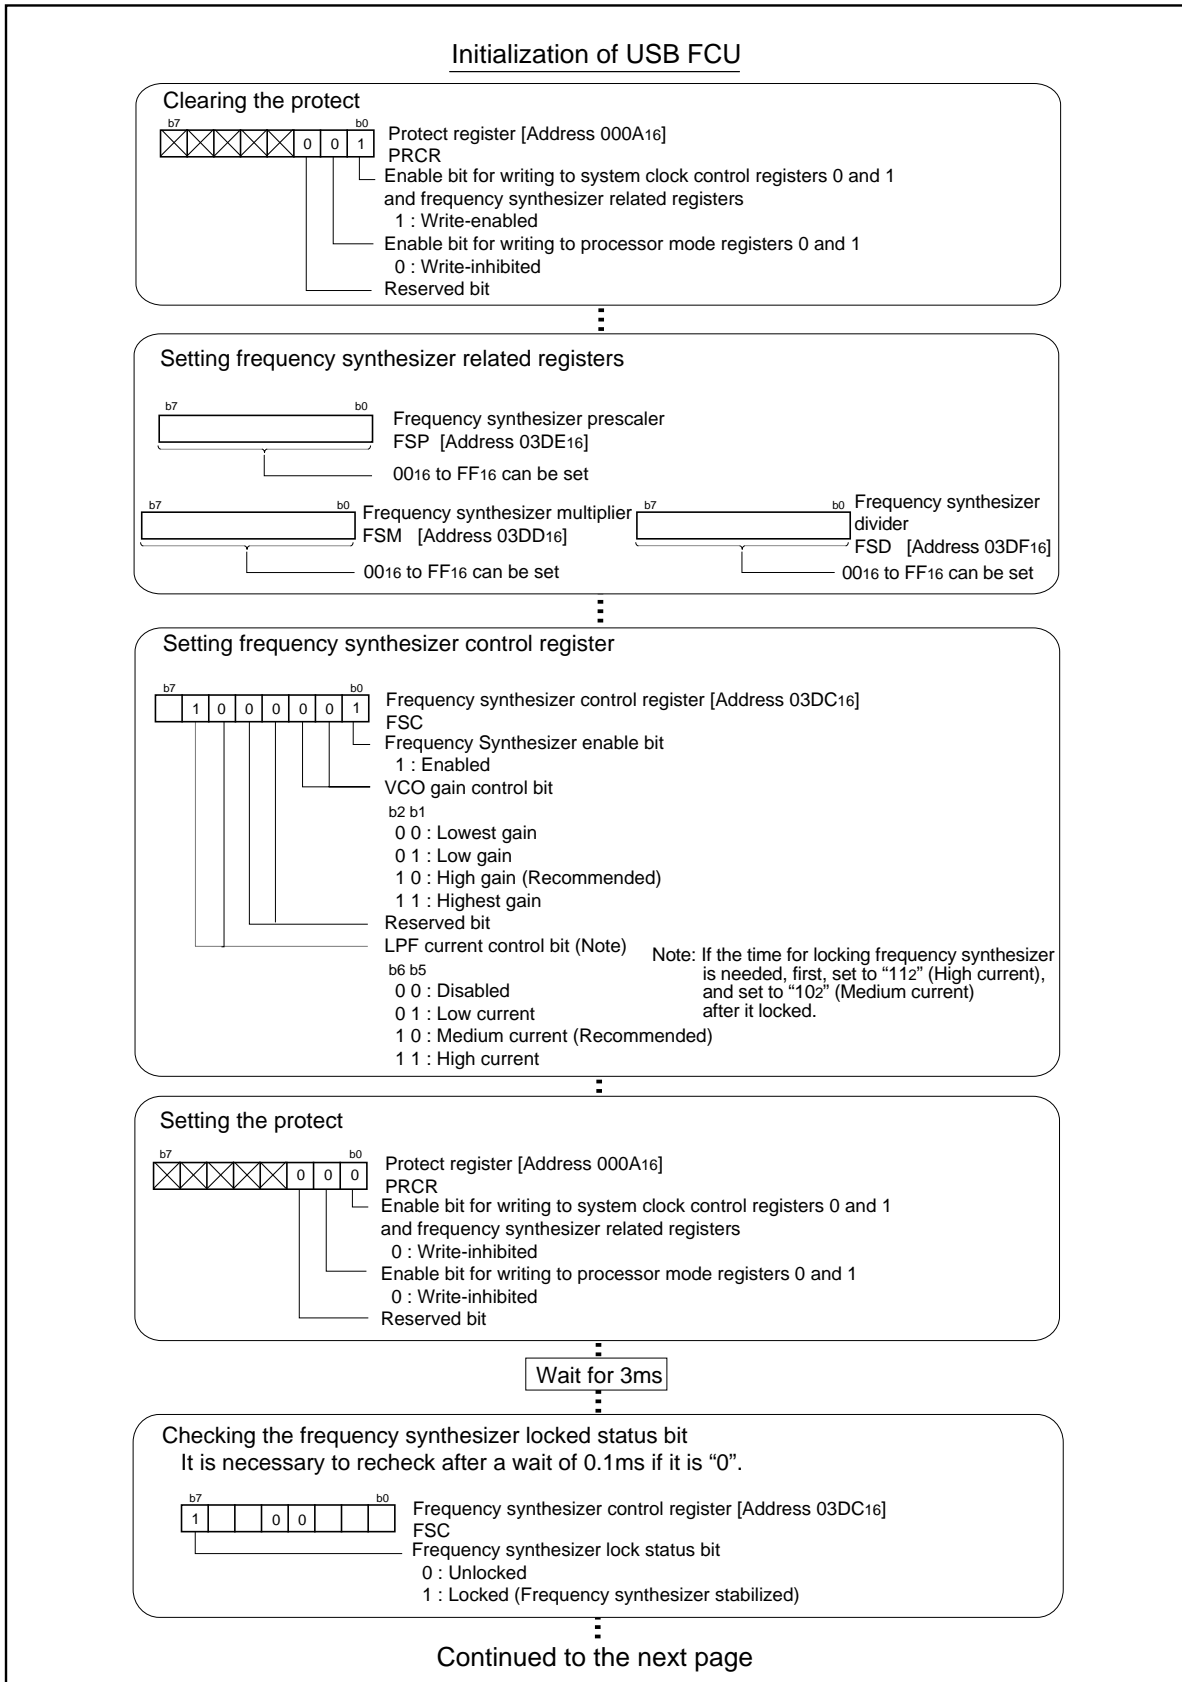 Initialization of USB FCU
Clearing the protect
b7 b0
0 0 1
Protect register [Address 000A16]
PRCR
Enable bit for writing to system clock control registers 0 and 1
and frequency synthesizer related registers
1 : Write-enabled
Enable bit for writing to processor mode registers 0 and 1
0 : Write-inhibited
Reserved bit
Setting frequency synthesizer related registers
b7 b0
Frequency synthesizer prescaler
FSP [Address 03DE16]
0016 to FF16 can be set
b7 b0
Frequency synthesizer multiplier
FSM [Address 03DD16]
0016 to FF16 can be set
b7 b0
Frequency synthesizer
divider
FSD [Address 03DF16]
0016 to FF16 can be set
Setting frequency synthesizer control register
b7 b0
1 0 0 0 0 0 1
Frequency synthesizer control register [Address 03DC16]
FSC
Frequency Synthesizer enable bit
1 : Enabled
VCO gain control bit
b2 b1
0 0 : Lowest gain
0 1 : Low gain
1 0 : High gain (Recommended)
1 1 : Highest gain
Reserved bit
LPF current control bit (Note)
b6 b5
0 0 : Disabled
0 1 : Low current
1 0 : Medium current (Recommended)
1 1 : High current
Note: If the time for locking frequency synthesizer
is needed, first, set to “112” (High current),
and set to “102” (Medium current)
after it locked.
Setting the protect
b7 b0
0 0 0
Protect register [Address 000A16]
PRCR
Enable bit for writing to system clock control registers 0 and 1
and frequency synthesizer related registers
0 : Write-inhibited
Enable bit for writing to processor mode registers 0 and 1
0 : Write-inhibited
Reserved bit
Wait for 3ms
Checking the frequency synthesizer locked status bit
It is necessary to recheck after a wait of 0.1ms if it is “0”.
b7 b0
1 0 0
Frequency synthesizer control register [Address 03DC16]
FSC
Frequency synthesizer lock status bit
0 : Unlocked
1 : Locked (Frequency synthesizer stabilized)
Continued to the next page